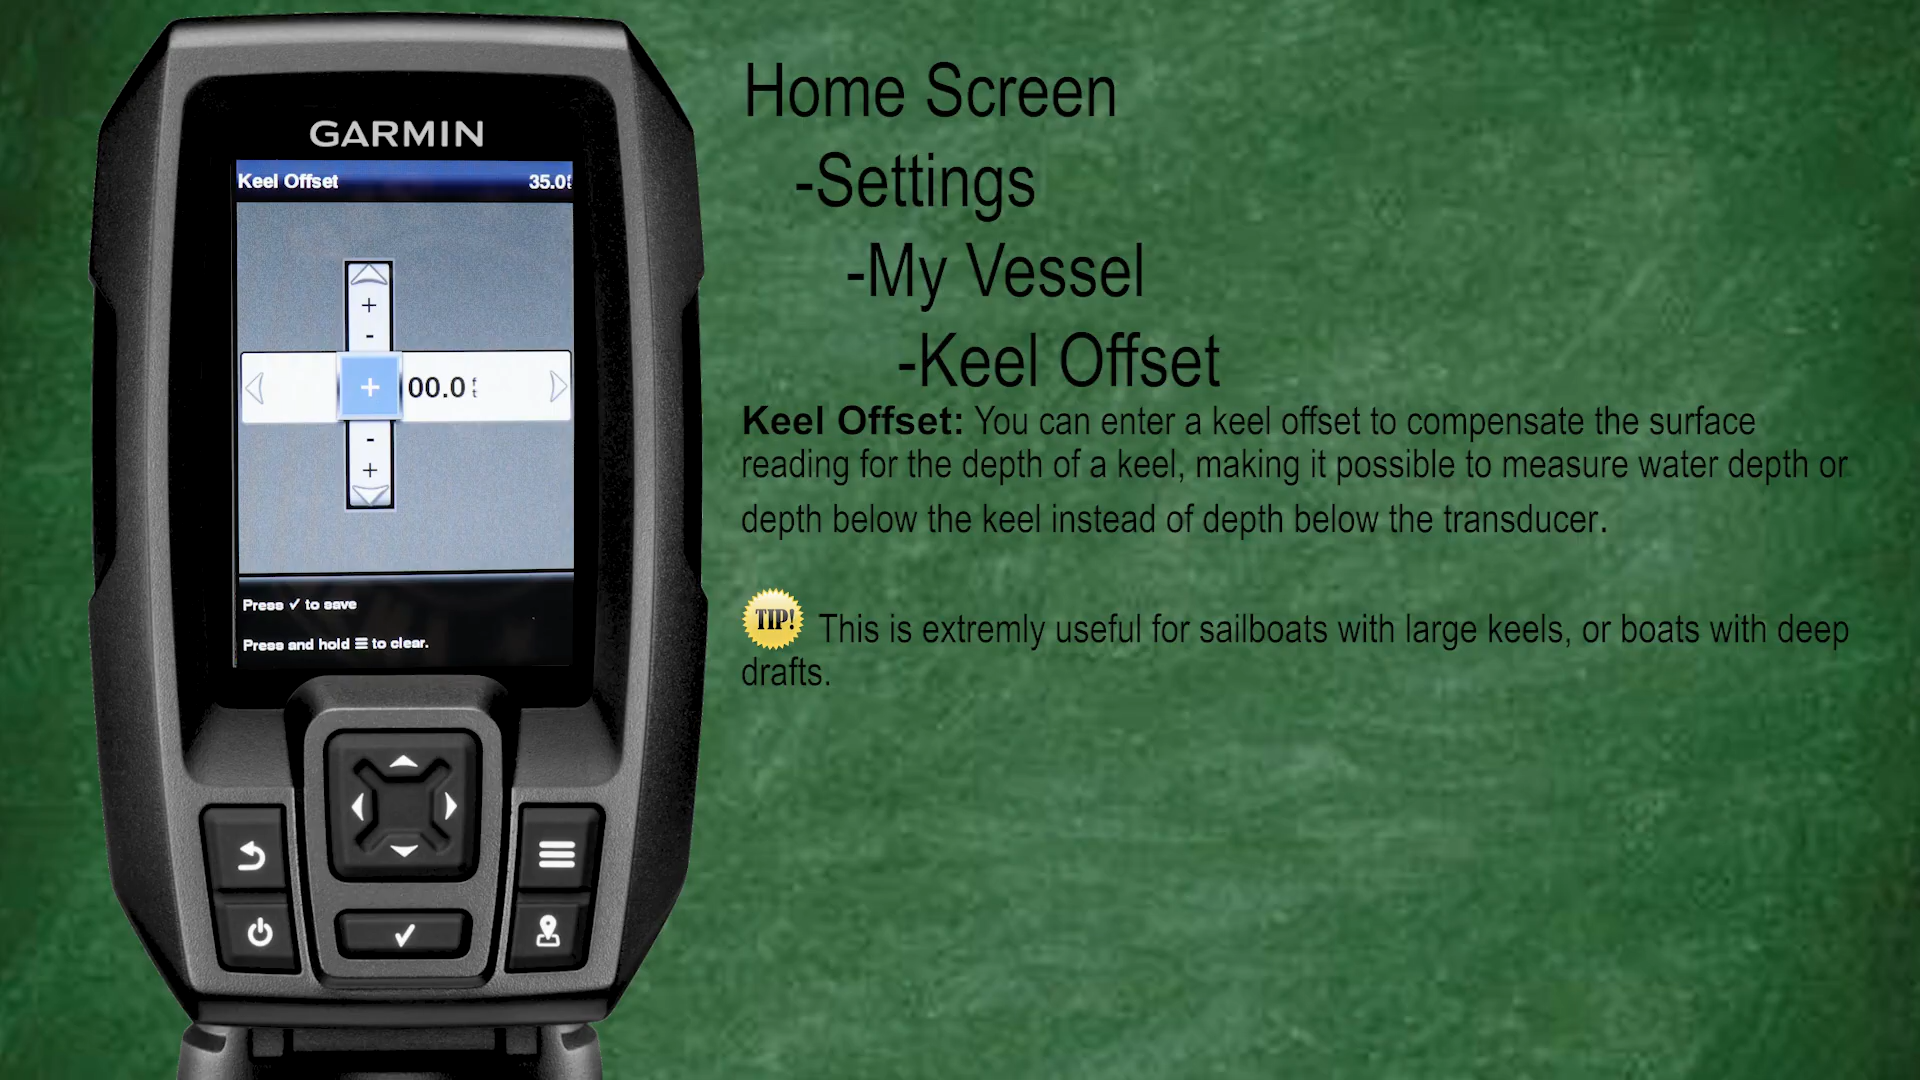 GARMIN
Keel Offset 35.0ft
+
-
+ 00.0 ft
-
+
Press ✓ to save
Press and hold ☰ to clear.
Home Screen
-Settings
-My Vessel
-Keel Offset
Keel Offset: You can enter a keel offset to compensate the surface
reading for the depth of a keel, making it possible to measure water depth or
depth below the keel instead of depth below the transducer.
TIP! This is extremly useful for sailboats with large keels, or boats with deep
drafts.